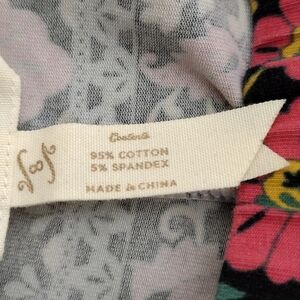 Contents
95% COTTON
5% SPANDEX
MADE IN CHINA